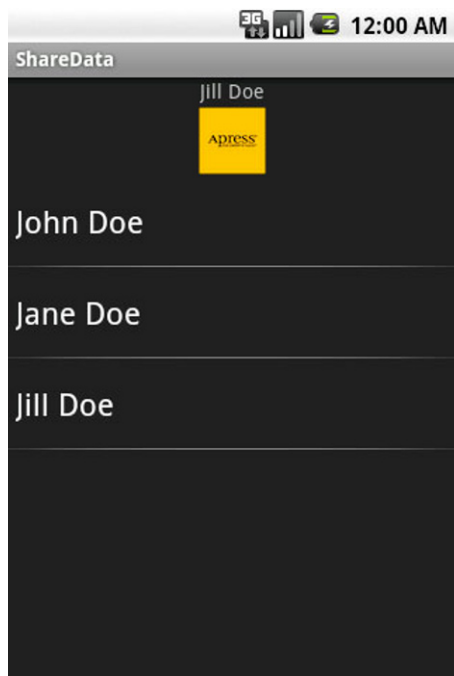 3G 12:00 AM
ShareData
Jill Doe
Apress
John Doe
Jane Doe
Jill Doe